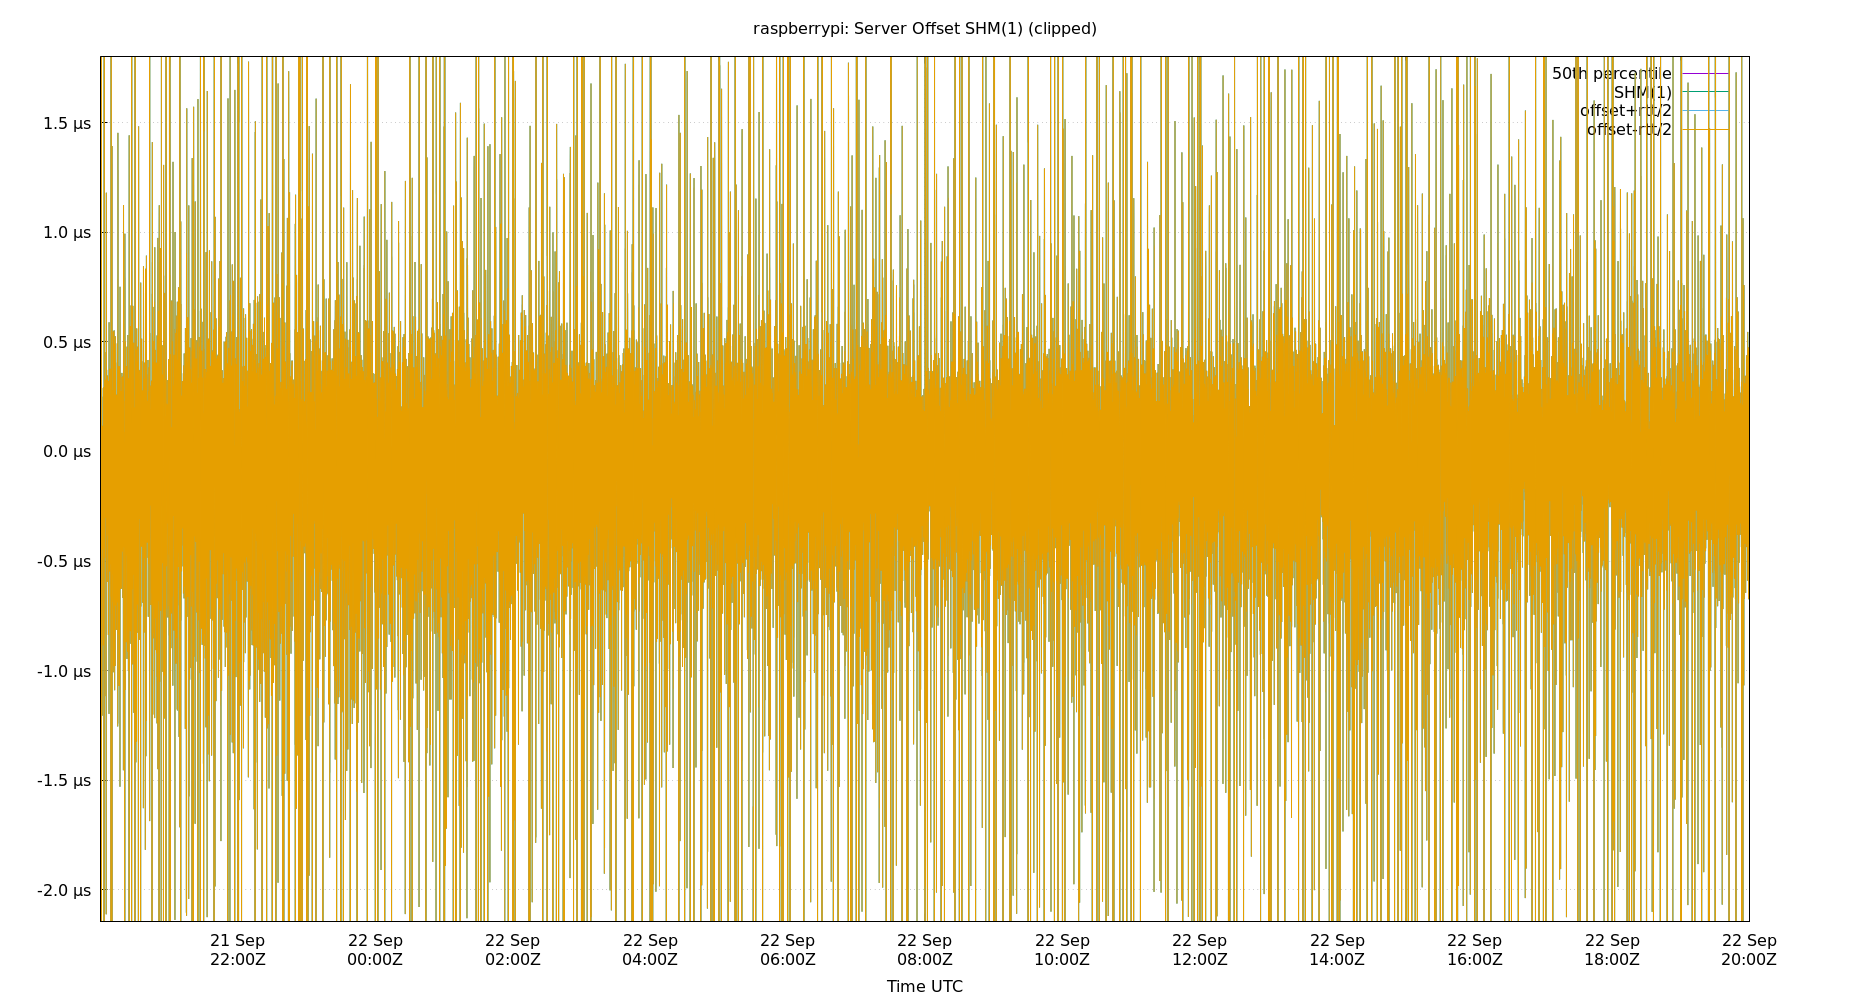 raspberrypi: Server Offset SHM(1) (clipped)
50th percentile
SHM(1)
offset+rtt/2
offset-rtt/2
1.5 µs
1.0 µs
0.5 µs
0.0 µs
-0.5 µs
-1.0 µs
-1.5 µs
-2.0 µs
21 Sep 22 Sep 22 Sep 22 Sep 22 Sep 22 Sep 22 Sep 22 Sep 22 Sep 22 Sep 22 Sep 22 Sep
22:00Z 00:00Z 02:00Z 04:00Z 06:00Z 08:00Z 10:00Z 12:00Z 14:00Z 16:00Z 18:00Z 20:00Z
Time UTC